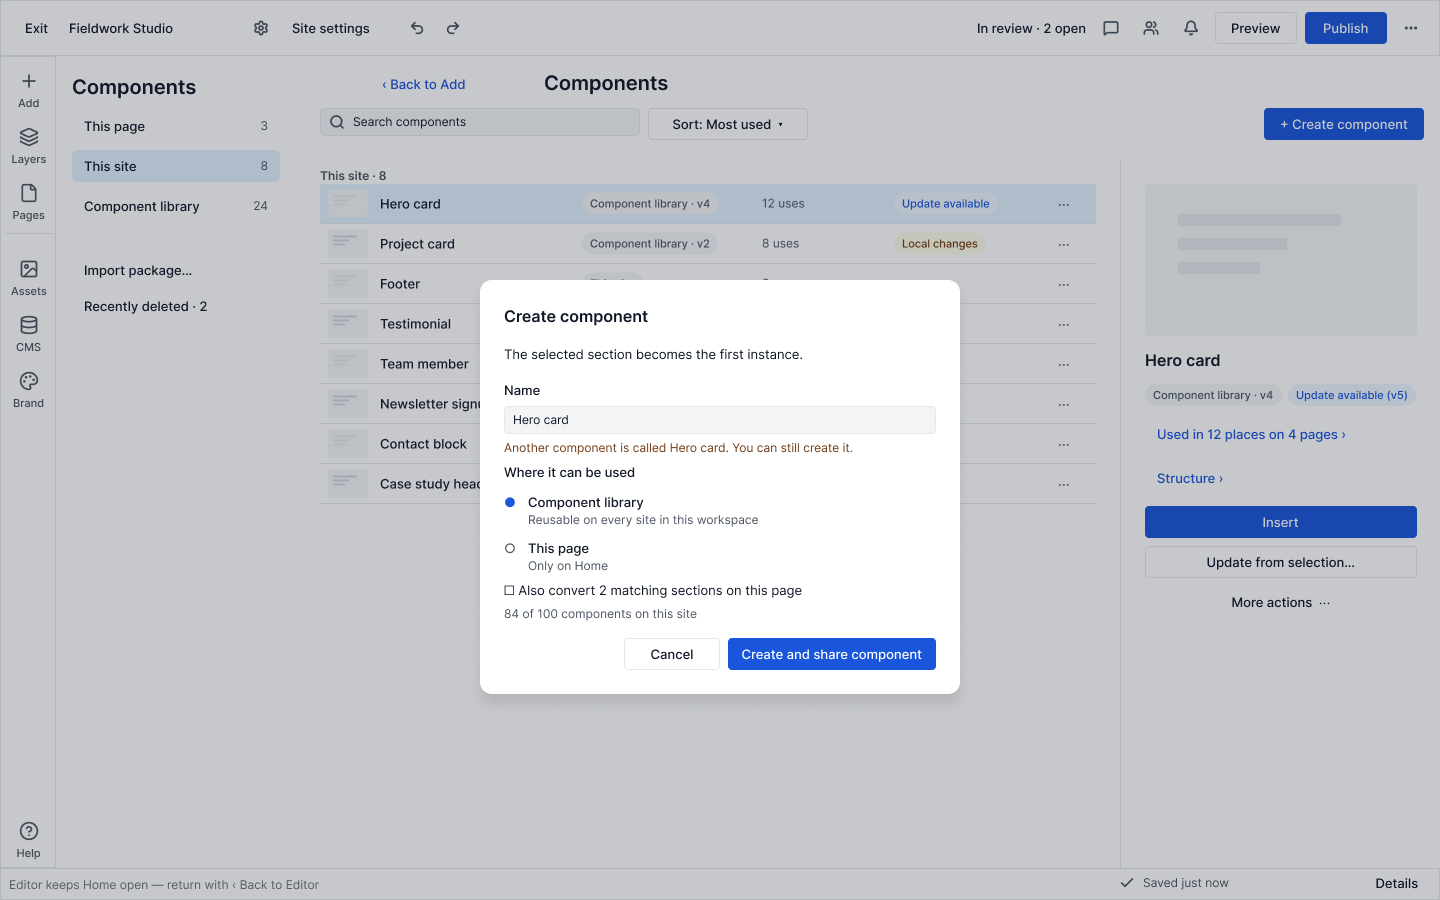 Exit
Fieldwork Studio
Site settings
In review · 2 open
Preview
Publish
Add
Layers
Pages
Assets
CMS
Brand
Help
Components
This page 3
This site 8
Component library 24
Import package...
Recently deleted · 2
‹ Back to Add
Components
Search components
Sort: Most used
+ Create component
This site · 8
Hero card Component library · v4 12 uses Update available
Project card Component library · v2 8 uses Local changes
Footer
Testimonial
Team member
Newsletter
Contact block
Case study
Create component
The selected section becomes the first instance.
Name
Hero card
Another component is called Hero card. You can still create it.
Where it can be used
Component library
Reusable on every site in this workspace
This page
Only on Home
Also convert 2 matching sections on this page
84 of 100 components on this site
Cancel
Create and share component
Hero card
Component library · v4
Update available (v5)
Used in 12 places on 4 pages ›
Structure ›
Insert
Update from selection...
More actions ···
Editor keeps Home open — return with ‹ Back to Editor
Saved just now
Details